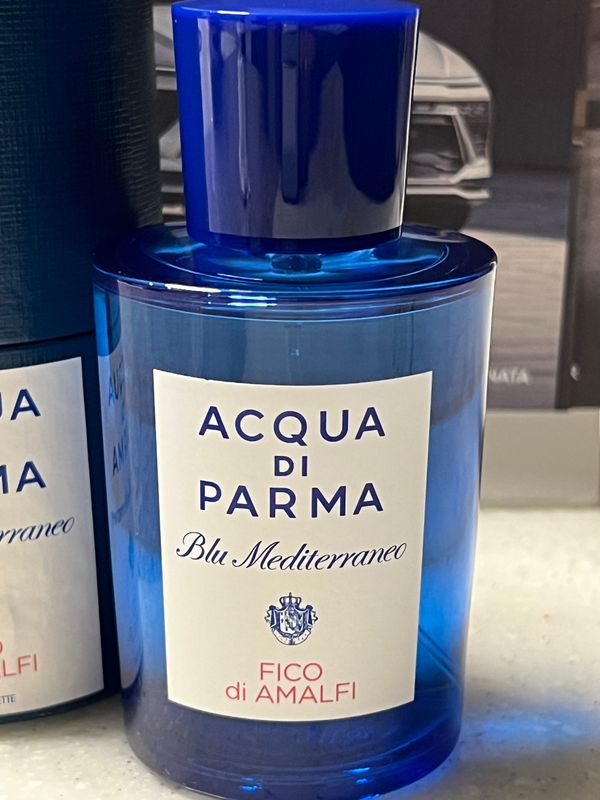 ACQUA
DI
PARMA
Blu Mediterraneo
FICO
di AMALFI